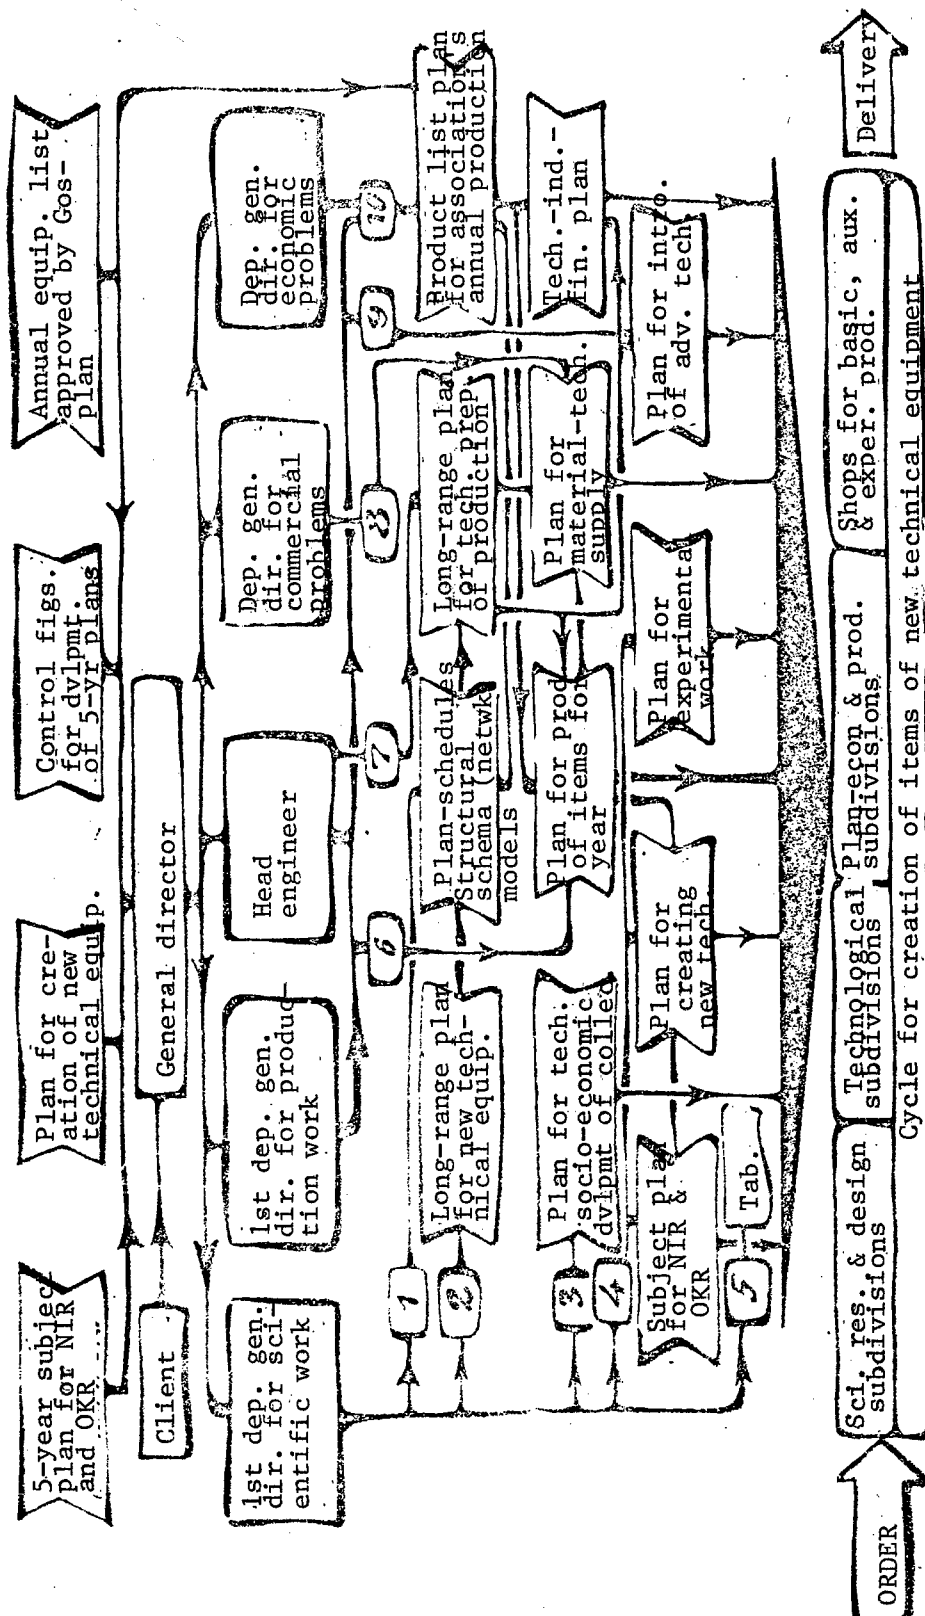 5-year subjec
plan for NIR
and OKR
Plan for cre-
ation of new
technical equip.
Control figs.
for dvlpmt.
of 5-yr plans
Annual equip. list
approved by Gos-
plan
Client
General director
1st dep. gen.
dir. for sci-
entific work
1st dep. gen.
dir. for produc-
tion work
Head
engineer
Dep. gen.
dir. for
commercial
problems
Dep. gen.
dir. for
economic
problems
1
2
3
4
5
6
7
8
9
10
Long-range plan
for new tech-
nical equip.
Plan-schedules
Structural
schema (netwk
models
Long-range plan
for tech. prep.
of production
Product list plan
for association's
annual production
Plan for tech.
socio-economic
dvlpmt of collec
Plan for prod
of items for
year
Plan for
material-tech.
supply
Tech.-ind.-
fin. plan
Subject plan
for NIR &
OKR
Plan for
creating
new tech.
Plan for
experimental
work
Plan for intro.
of adv. tech.
Tab.
ORDER
Sci. res. & design
subdivisions
Technological
subdivisions
Plan-econ & prod.
subdivisions
Shops for basic, aux.
& exper. prod.
Delivery
Cycle for creation of items of new technical equipment